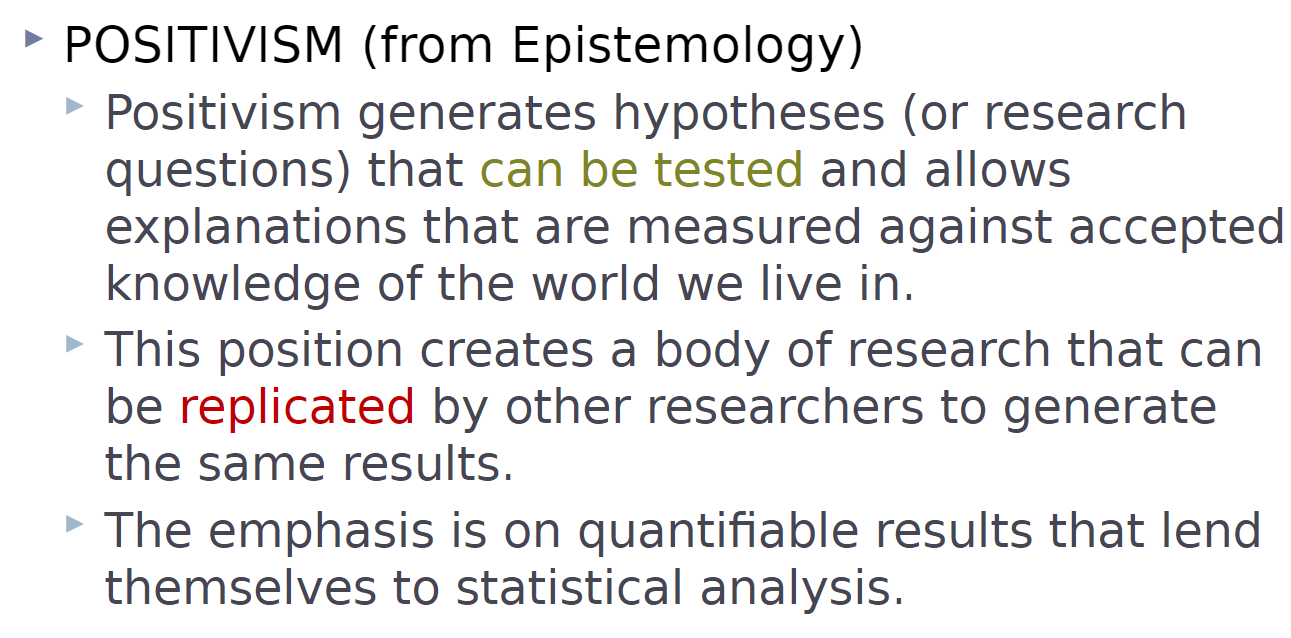 POSITIVISM (from Epistemology)
Positivism generates hypotheses (or research
questions) that can be tested and allows
explanations that are measured against accepted
knowledge of the world we live in.
This position creates a body of research that can
be replicated by other researchers to generate
the same results.
The emphasis is on quantifiable results that lend
themselves to statistical analysis.